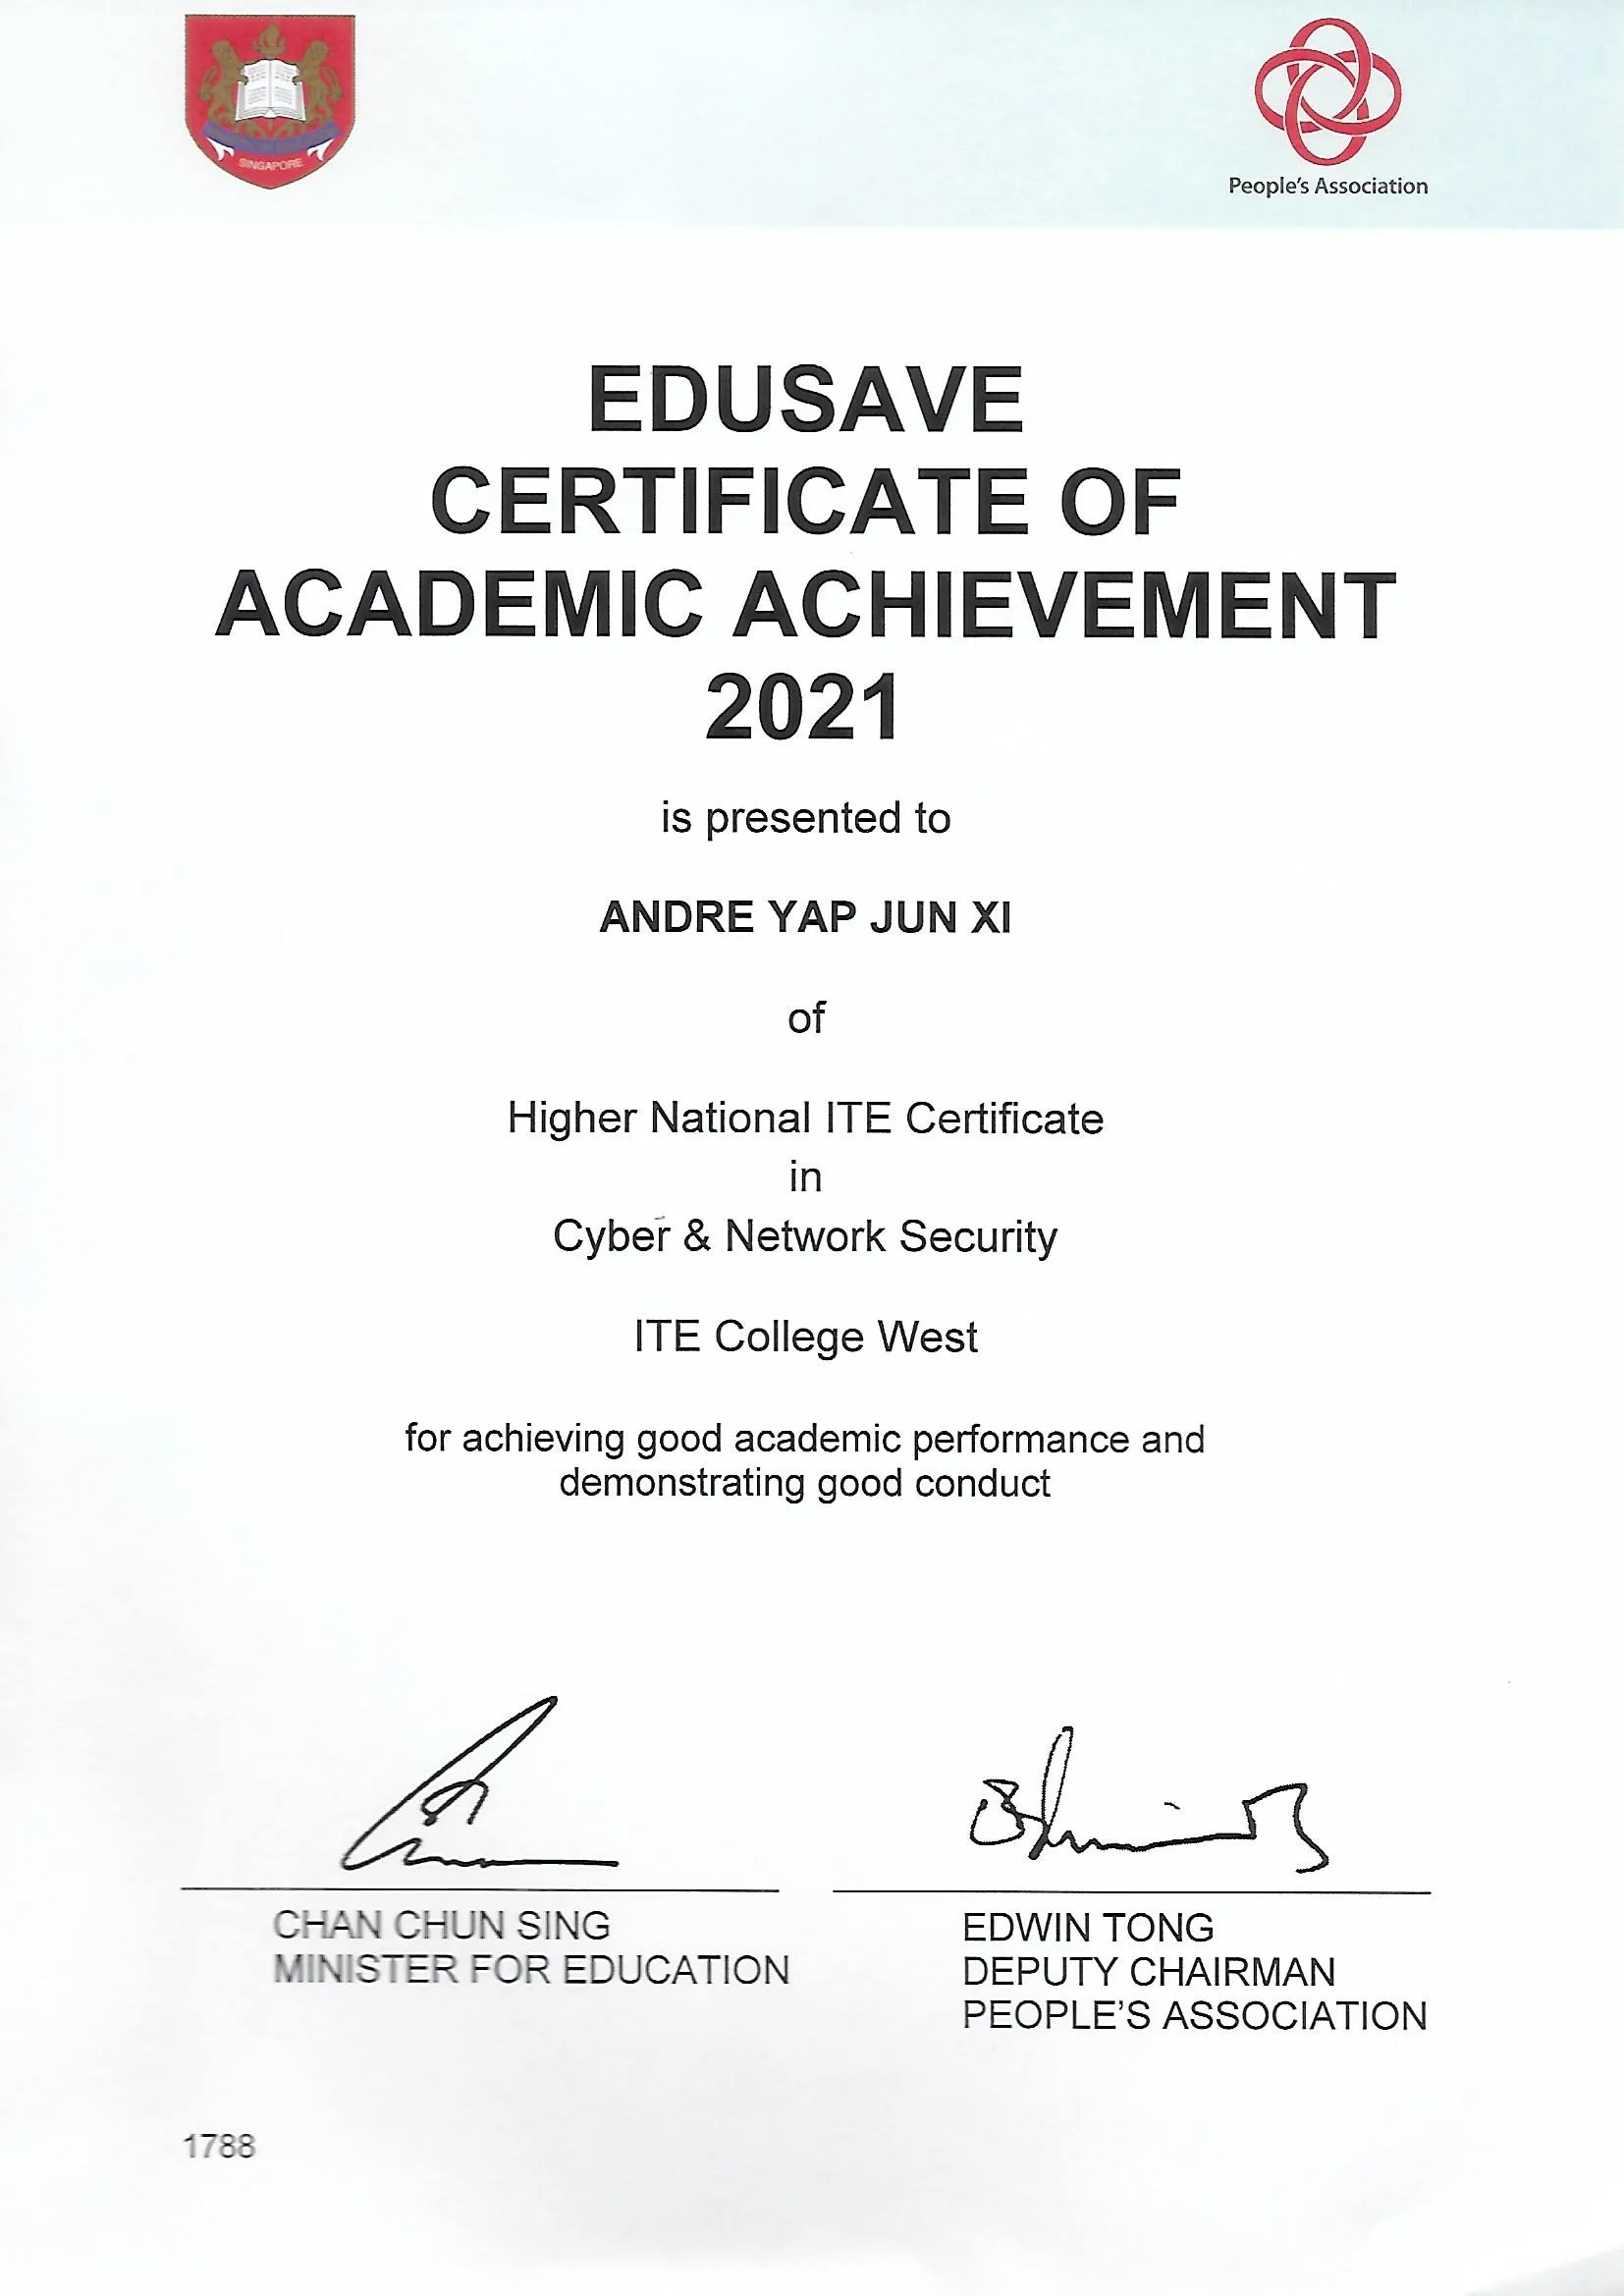 SINGAPORE
People's Association
EDUSAVE
CERTIFICATE OF
ACADEMIC ACHIEVEMENT
2021
is presented to
ANDRE YAP JUN XI
of
Higher National ITE Certificate
in
Cyber & Network Security
ITE College West
for achieving good academic performance and
demonstrating good conduct
CHAN CHUN SING
MINISTER FOR EDUCATION
EDWIN TONG
DEPUTY CHAIRMAN
PEOPLE'S ASSOCIATION
1788